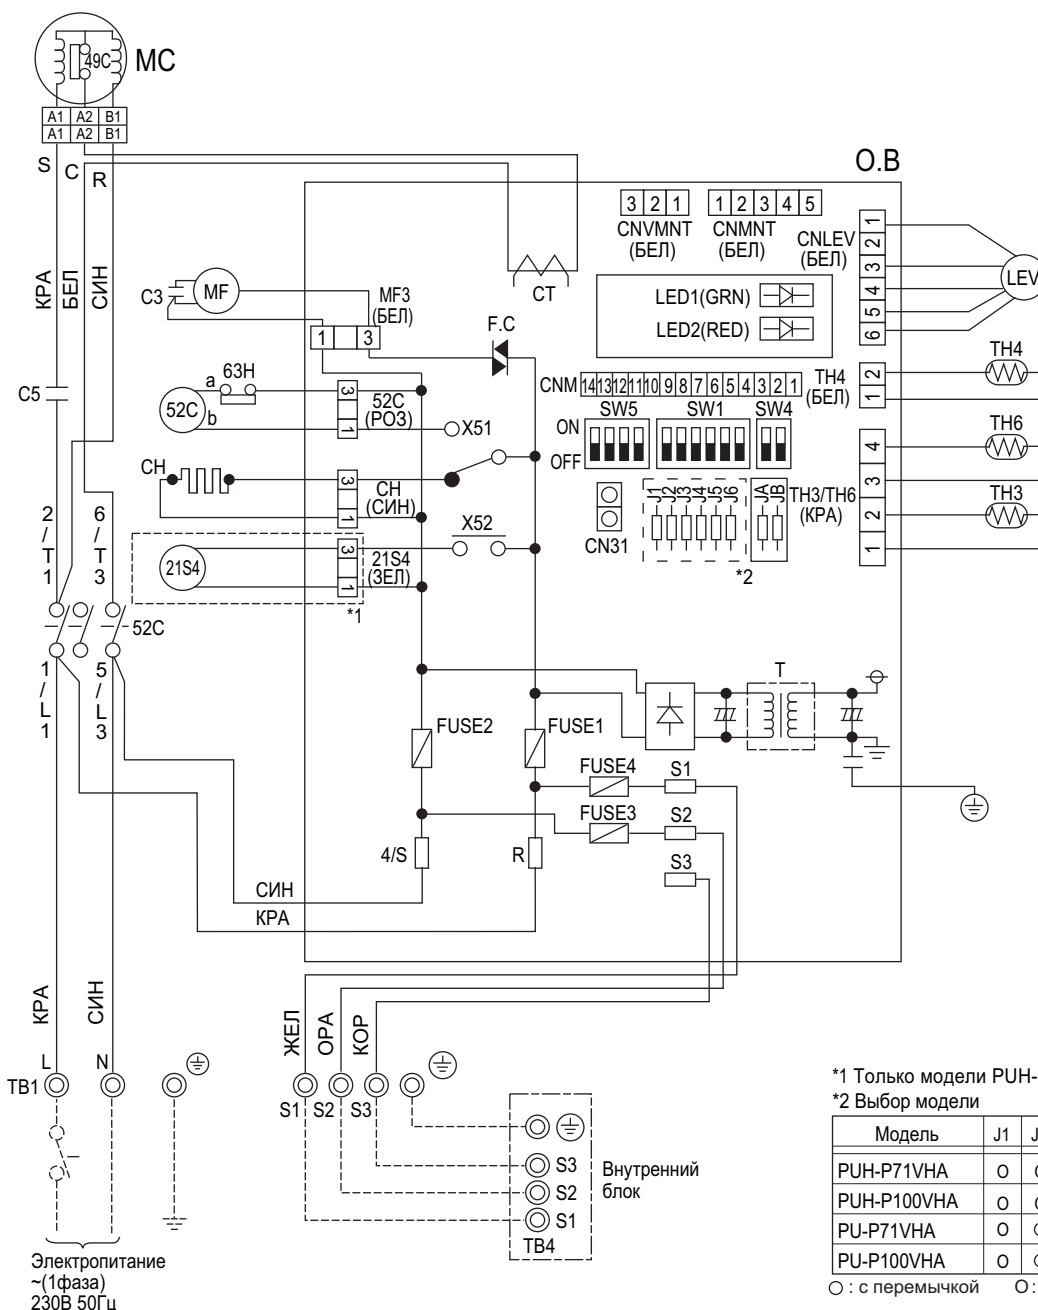 49C
MC
A1 A2 B1
A1 A2 B1
S C R
O.B
3 2 1
CNVMNT
(БЕЛ)
1 2 3 4 5
CNMNT
(БЕЛ)
CNLEV
(БЕЛ)
1
2
3
4
5
6
LEV
КРА
БЕЛ
СИН
C3
MF
MF3
(БЕЛ)
1 3
CT
LED1(GRN)
LED2(RED)
F.C
TH4
C5
a 63H
52C
b
3
1
52C
(РОЗ)
X51
CNM 14 13 12 11 10 9 8 7 6 5 4 3 2 1
TH4
(БЕЛ)
2
1
SW5 SW1 SW4
ON
OFF
TH6
CH
3
1
CH
(СИН)
CN31
J1 J2 J3 J4 J5 J6
JA JB
*2
TH3/TH6
(КРА)
4
3
2
1
TH3
2/T1
6/T3
X52
21S4
3
1
21S4
(ЗЕЛ)
*1
52C
1/L1
5/L3
T
FUSE2
FUSE1
FUSE4
S1
FUSE3
S2
S3
4/S
R
СИН
КРА
КРА
СИН
ЖЕЛ
ОРА
КОР
L N
TB1
S1 S2 S3
S3
S2
S1
TB4
Внутренний
блок
Электропитание
~(1фаза)
230В 50Гц
*1 Только модели PUH-
*2 Выбор модели
Модель J1
PUH-P71VHA O
PUH-P100VHA O
PU-P71VHA O
PU-P100VHA O
O : с перемычкой O :